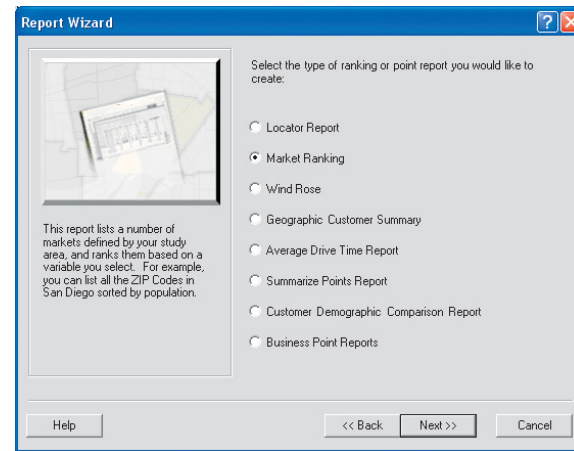 Report Wizard
Select the type of ranking or point report you would like to
create:
Locator Report
Market Ranking
Wind Rose
Geographic Customer Summary
Average Drive Time Report
Summarize Points Report
Customer Demographic Comparison Report
Business Point Reports
This report lists a number of
markets defined by your study
area, and ranks them based on a
variable you select. For example,
you can list all the ZIP Codes in
San Diego sorted by population.
Help
<< Back
Next >>
Cancel